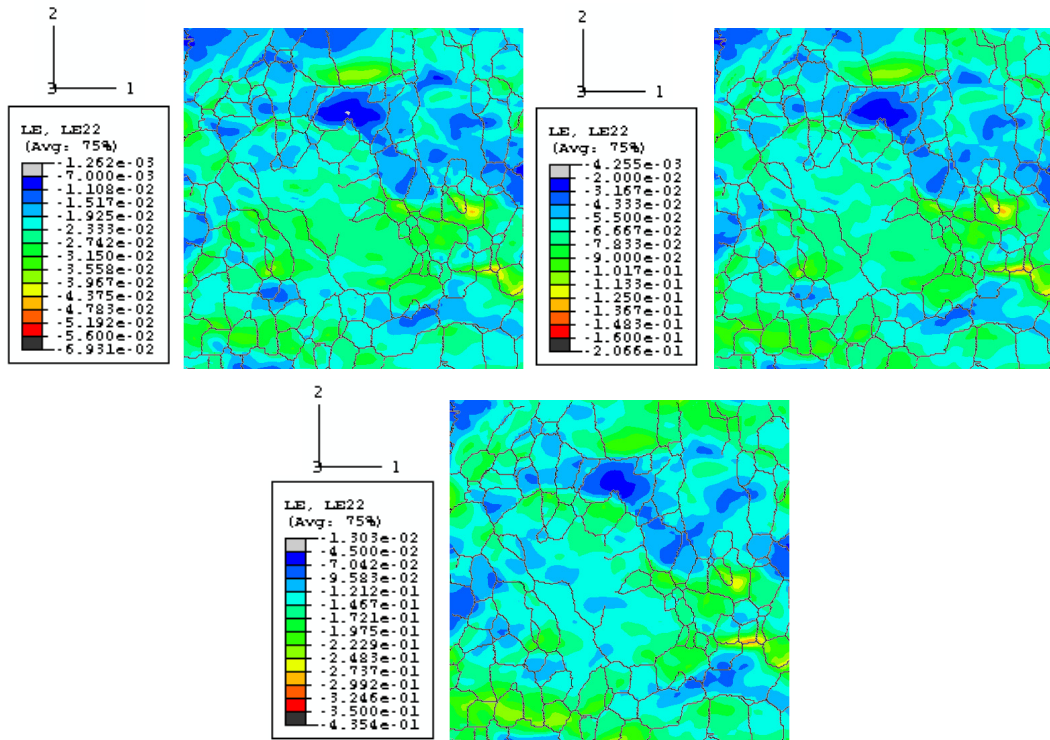 2
3
1
LE, LE22
(Avg: 75%)
-1.262e-03
-7.000e-03
-1.108e-02
-1.517e-02
-1.925e-02
-2.333e-02
-2.742e-02
-3.150e-02
-3.558e-02
-3.967e-02
-4.375e-02
-4.783e-02
-5.192e-02
-5.600e-02
-6.931e-02
2
3
1
LE, LE22
(Avg: 75%)
-4.255e-03
-2.000e-02
-3.167e-02
-4.333e-02
-5.500e-02
-6.667e-02
-7.833e-02
-9.000e-02
-1.017e-01
-1.133e-01
-1.250e-01
-1.367e-01
-1.483e-01
-1.600e-01
-2.066e-01
2
3
1
LE, LE22
(Avg: 75%)
-1.303e-02
-4.500e-02
-7.042e-02
-9.583e-02
-1.212e-01
-1.467e-01
-1.721e-01
-1.975e-01
-2.229e-01
-2.483e-01
-2.737e-01
-2.992e-01
-3.246e-01
-3.500e-01
-4.354e-01